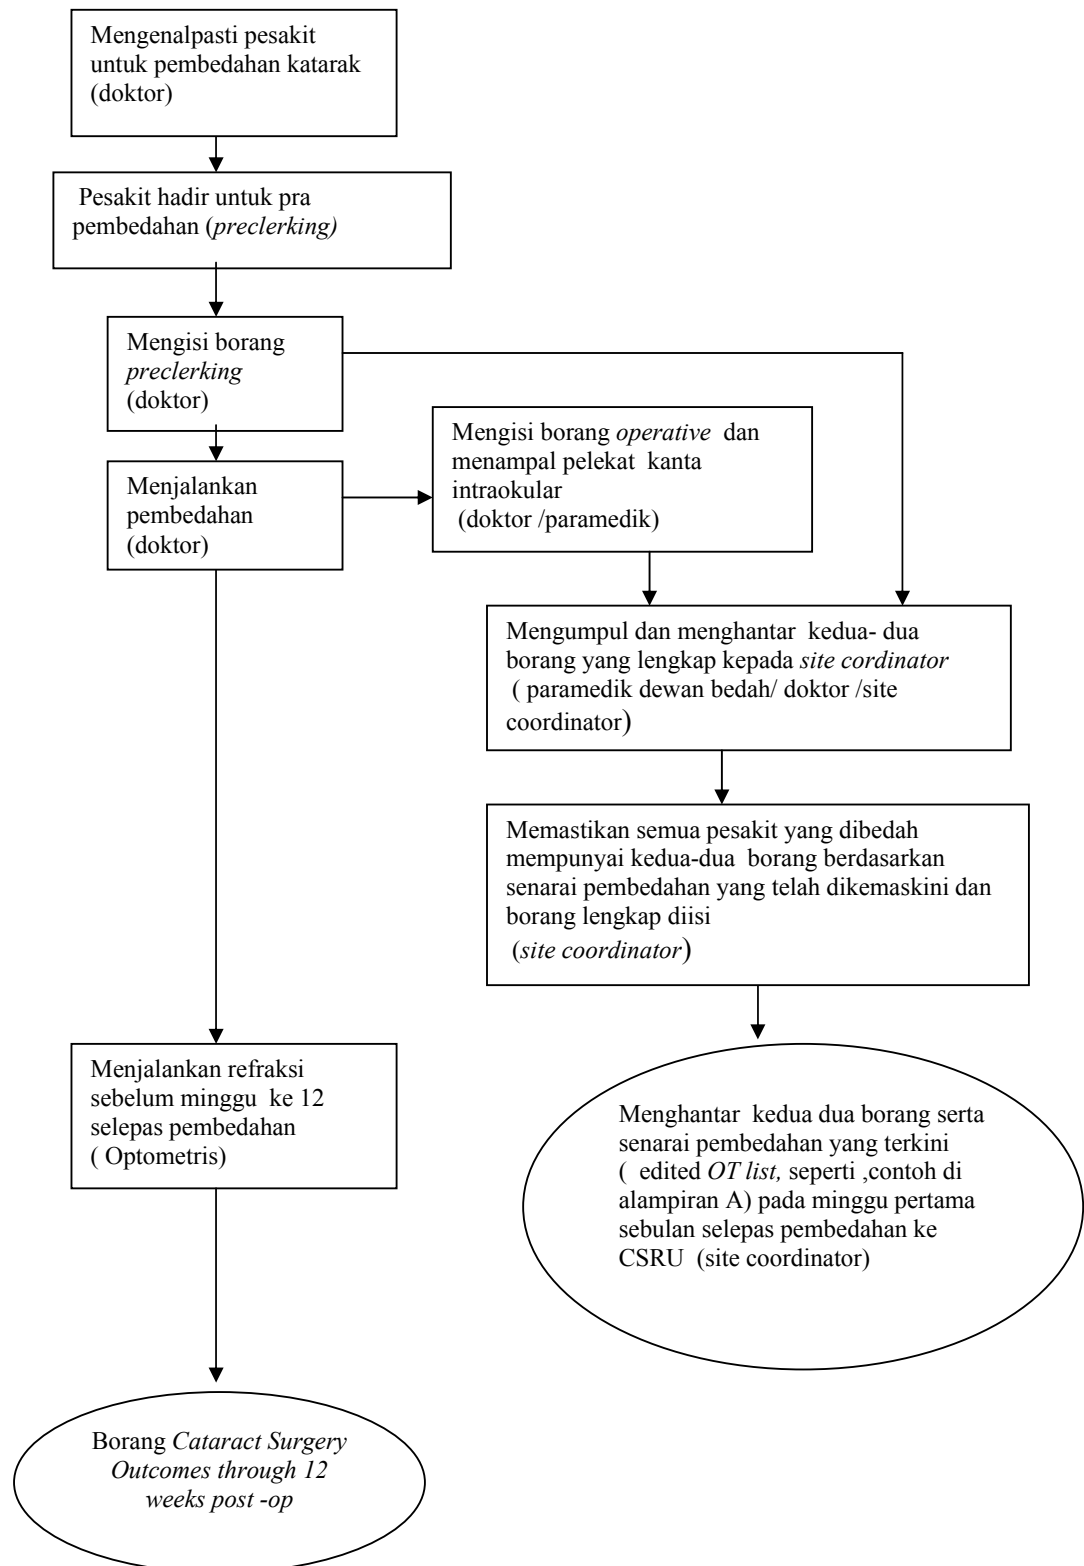 Mengenalpasti pesakit
untuk pembedahan katarak
(doktor)
Pesakit hadir untuk pra
pembedahan (preclerking)
Mengisi borang
preclerking
(doktor)
Mengisi borang operative dan
menampal pelekat kanta
intraokular
(doktor /paramedik)
Menjalankan
pembedahan
(doktor)
Mengumpul dan menghantar kedua- dua
borang yang lengkap kepada site cordinator
( paramedik dewan bedah/ doktor /site
coordinator)
Memastikan semua pesakit yang dibedah
mempunyai kedua-dua borang berdasarkan
senarai pembedahan yang telah dikemaskini dan
borang lengkap diisi
(site coordinator)
Menjalankan refraksi
sebelum minggu ke 12
selepas pembedahan
( Optometris)
Menghantar kedua dua borang serta
senarai pembedahan yang terkini
( edited OT list, seperti ,contoh di
alampiran A) pada minggu pertama
sebulan selepas pembedahan ke
CSRU (site coordinator)
Borang Cataract Surgery
Outcomes through 12
weeks post -op